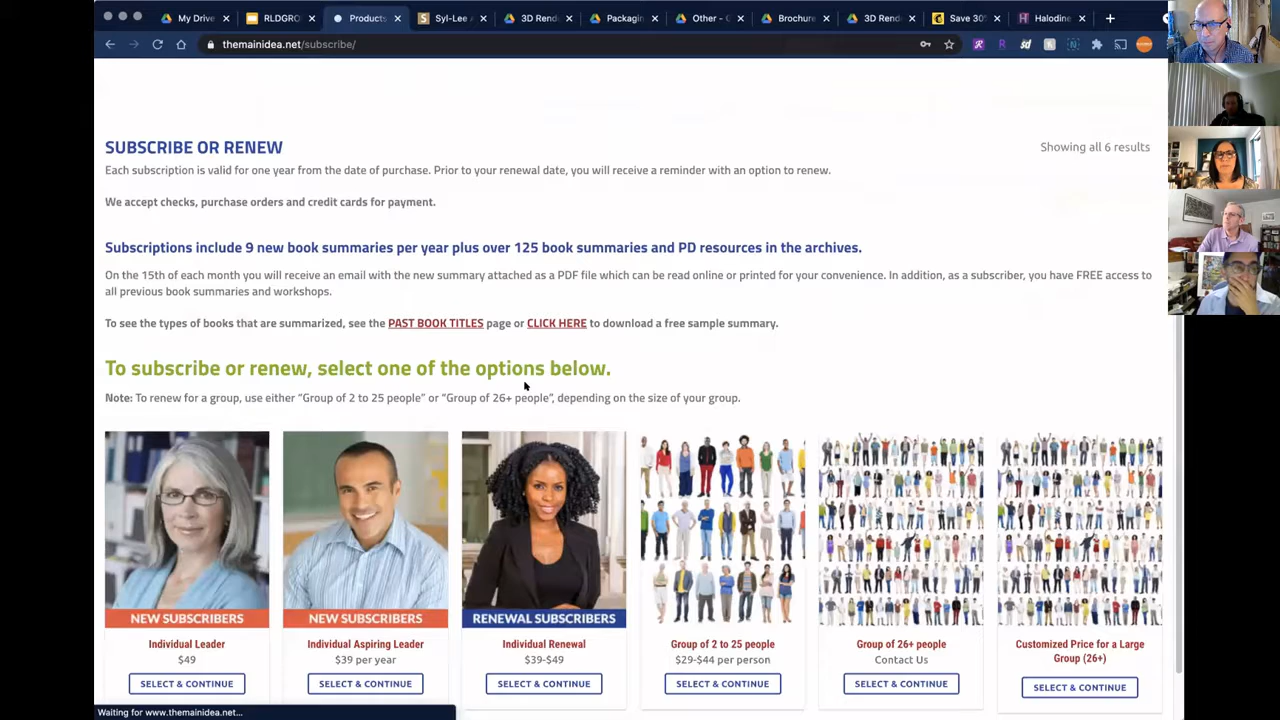 My Drive
RLDGRO
Products
Syl-Lee A
3D Rend
Packagin
Other - G
Brochure
3D Rend
Save 30%
Halodine
themainidea.net/subscribe/
SUBSCRIBE OR RENEW
Showing all 6 results
Each subscription is valid for one year from the date of purchase. Prior to your renewal date, you will receive a reminder with an option to renew.
We accept checks, purchase orders and credit cards for payment.
Subscriptions include 9 new book summaries per year plus over 125 book summaries and PD resources in the archives.
On the 15th of each month you will receive an email with the new summary attached as a PDF file which can be read online or printed for your convenience. In addition, as a subscriber, you have FREE access to
all previous book summaries and workshops.
To see the types of books that are summarized, see the PAST BOOK TITLES page or CLICK HERE to download a free sample summary.
To subscribe or renew, select one of the options below.
Note: To renew for a group, use either “Group of 2 to 25 people” or “Group of 26+ people”, depending on the size of your group.
NEW SUBSCRIBERS
NEW SUBSCRIBERS
RENEWAL SUBSCRIBERS
Individual Leader
$49
SELECT & CONTINUE
Individual Aspiring Leader
$39 per year
SELECT & CONTINUE
Individual Renewal
$39-$49
SELECT & CONTINUE
Group of 2 to 25 people
$29-$44 per person
SELECT & CONTINUE
Group of 26+ people
Contact Us
SELECT & CONTINUE
Customized Price for a Large
Group (26+)
SELECT & CONTINUE
Waiting for www.themainidea.net...